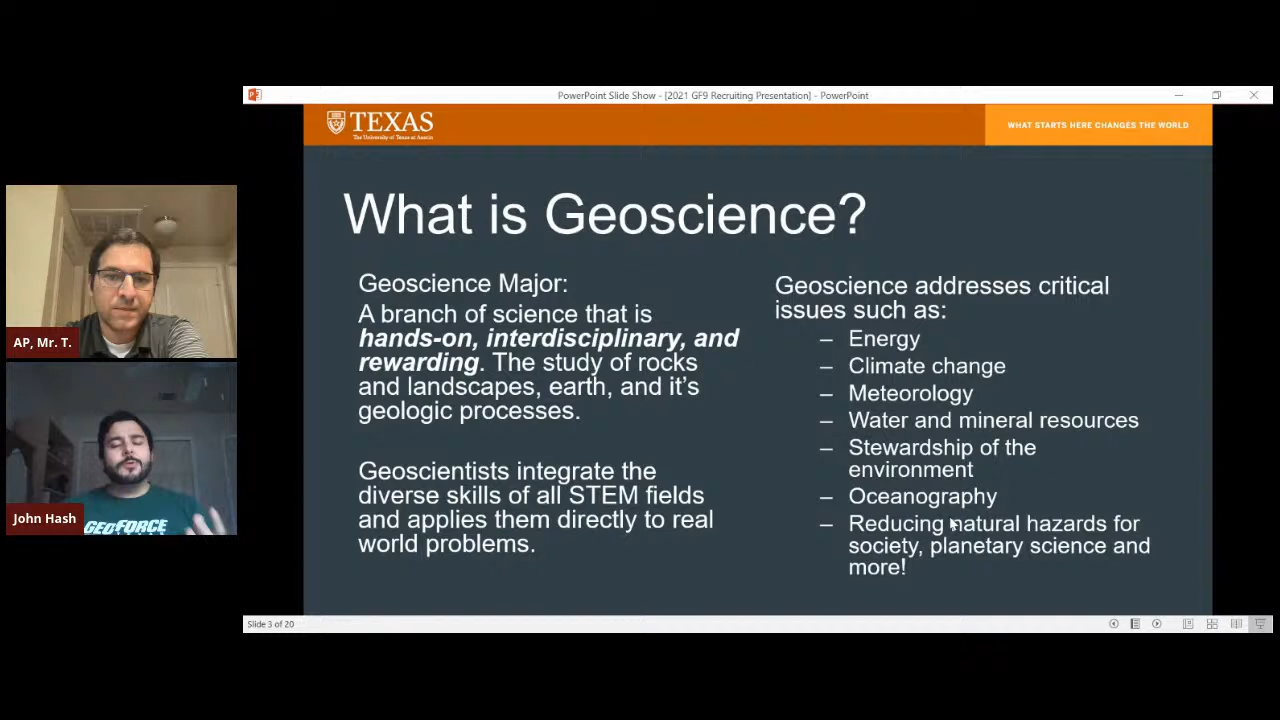 PowerPoint Slide Show - [2021 GF9 Recruiting Presentation] - PowerPoint
TEXAS
The University of Texas at Austin
WHAT STARTS HERE CHANGES THE WORLD
What is Geoscience?
Geoscience Major:
A branch of science that is
hands-on, interdisciplinary, and
rewarding. The study of rocks
and landscapes, earth, and it's
geologic processes.
Geoscientists integrate the
diverse skills of all STEM fields
and applies them directly to real
world problems.
Geoscience addresses critical
issues such as:
– Energy
– Climate change
– Meteorology
– Water and mineral resources
– Stewardship of the
environment
– Oceanography
– Reducing natural hazards for
society, planetary science and
more!
AP, Mr. T.
GEOFORCE
John Hash
Slide 3 of 20